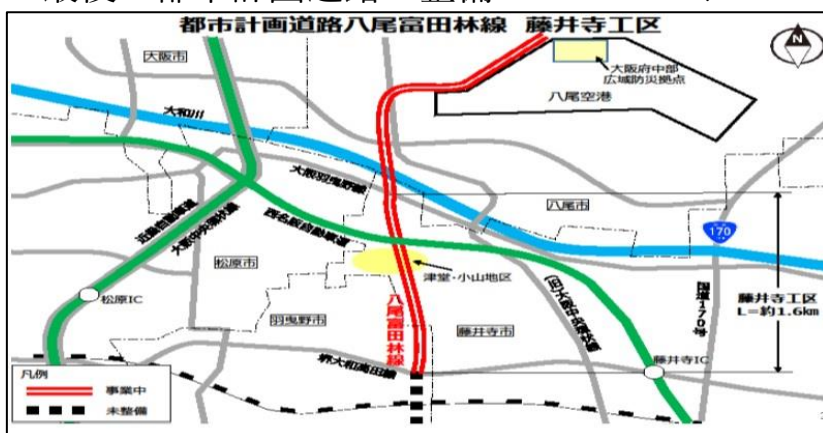 都市計画道路八尾富田林線 藤井寺工区
大阪市
N
大阪府中部
広域防災拠点
八尾空港
大和川
大阪羽曳野線
八尾市
近畿自動車道
大阪中央環状線
西名阪自動車道
170
松原市
津堂・小山地区
松原IC
八尾富田林線
(旧)大阪中央環状線
国道170号
藤井寺工区
L=約1.6km
羽曳野市
藤井寺市
堺大和高田線
藤井寺IC
凡例
事業中
未整備